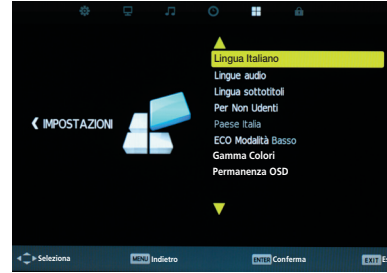 Lingua Italiano
Lingue audio
Lingua sottotitoli
Per Non Udenti
IMPOSTAZIONI
Paese Italia
ECO Modalità Basso
Gamma Colori
Permanenza OSD
Seleziona
MENU Indietro
ENTER Conferma
EXIT